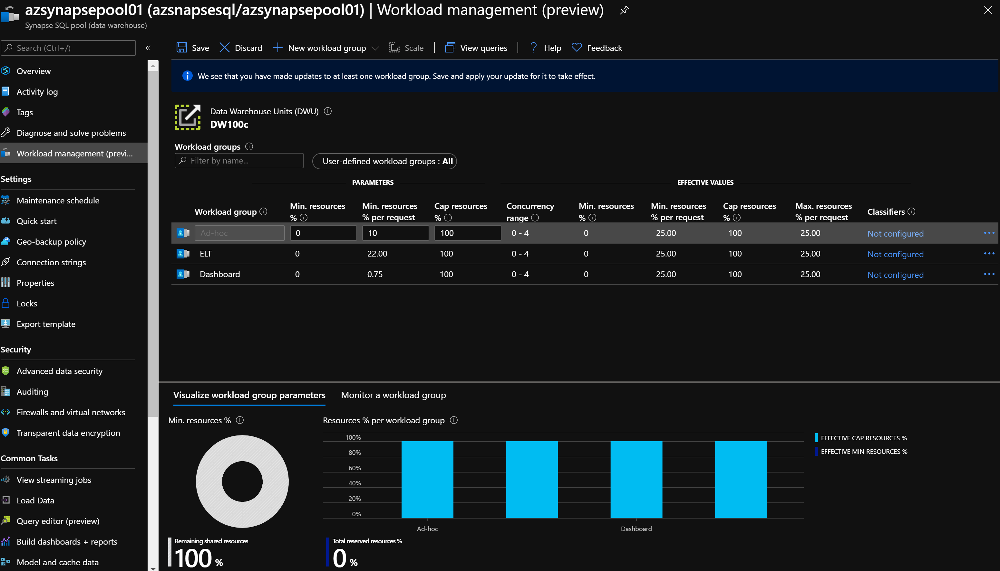 azsynapsepool01 (azsnapsesql/azsynapsepool01) | Workload management (preview)
Synapse SQL pool (data warehouse)
Search (Ctrl+/)
«
Overview
Activity log
Tags
Diagnose and solve problems
Workload management (previ...
Settings
Maintenance schedule
Quick start
Geo-backup policy
Connection strings
Properties
Locks
Export template
Security
Advanced data security
Auditing
Firewalls and virtual networks
Transparent data encryption
Common Tasks
View streaming jobs
Load Data
Query editor (preview)
Build dashboards + reports
Model and cache data
Save Discard New workload group Scale | View queries | Help Feedback
We see that you have made updates to at least one workload group. Save and apply your update for it to take effect.
Data Warehouse Units (DWU)
DW100c
Workload groups
Filter by name...
User-defined workload groups : All
PARAMETERS EFFECTIVE VALUES
Workload group Min. resources % Min. resources % per request Cap resources % Concurrency range Min. resources % Min. resources % per request Cap resources % Max. resources % per request Classifiers
Ad-hoc 0 10 100 0 - 4 0 25.00 100 25.00 Not configured ...
ELT 0 22.00 100 0 - 4 0 25.00 100 25.00 Not configured ...
Dashboard 0 0.75 100 0 - 4 0 25.00 100 25.00 Not configured ...
Visualize workload group parameters Monitor a workload group
Min. resources %
Remaining shared resources
100 %
Resources % per workload group
100%
80%
60%
40%
20%
0%
Ad-hoc Dashboard
EFFECTIVE CAP RESOURCES %
EFFECTIVE MIN RESOURCES %
Total reserved resources %
0 %